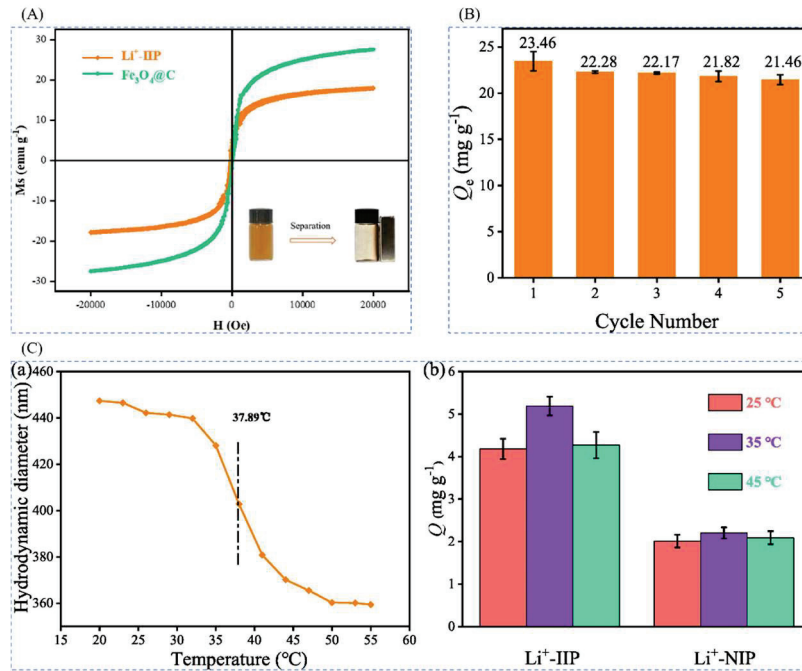 (A)
Li⁺-IIP
Fe₃O₄@C
Ms (emu g⁻¹)
30
20
10
0
-10
-20
-30
Separation
-20000 -10000 0 10000 20000
H (Oe)
(B)
Qₑ (mg g⁻¹)
25
20
15
10
5
0
23.46 22.28 22.17 21.82 21.46
1 2 3 4 5
Cycle Number
(C)
(a)
Hydrodynamic diameter (nm)
460
440
420
400
380
360
37.89℃
15 20 25 30 35 40 45 50 55 60
Temperature (℃)
(b)
Q (mg g⁻¹)
6
5
4
3
2
1
0
25 ℃
35 ℃
45 ℃
Li⁺-IIP Li⁺-NIP